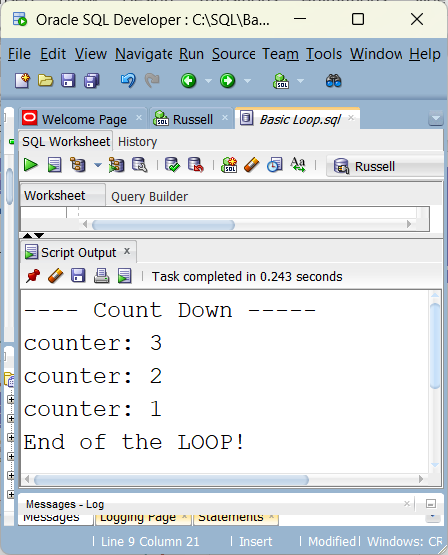 Oracle SQL Developer : C:\SQL\Ba...
File Edit View Navigate Run Source Team Tools Window Help
Welcome Page Russell Basic Loop.sql
SQL Worksheet History
Russell
Worksheet Query Builder
Script Output x
Task completed in 0.243 seconds
---- Count Down -----
counter: 3
counter: 2
counter: 1
End of the LOOP!
Messages - Log
Messages Logging Page Statements
Line 9 Column 21 Insert Modified Windows: CR